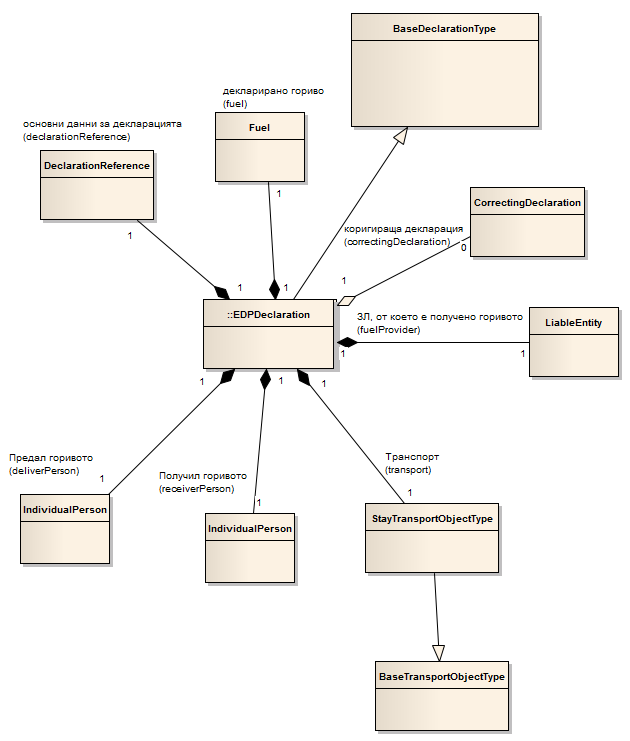 BaseDeclarationType
декларирано гориво
(fuel)
основни данни за декларацията
(declarationReference)
Fuel
DeclarationReference
1
CorrectingDeclaration
коригираща декларация
(correctingDeclaration)
1
0
1
1
1
::EDPDeclaration
ЗЛ, от което е получено горивото
(fuelProvider)
LiableEntity
1
1
1
1
1
Предал горивото
(deliverPerson)
Получил горивото
(receiverPerson)
Транспорт
(transport)
1
1
1
IndividualPerson
IndividualPerson
StayTransportObjectType
BaseTransportObjectType